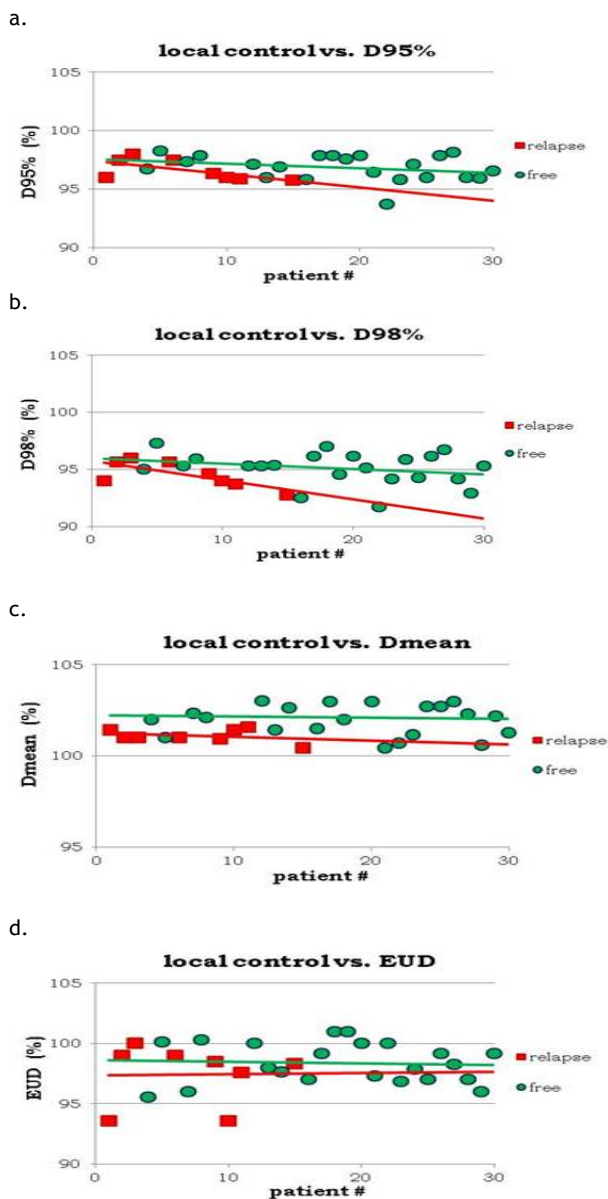 a.
local control vs. D95%
105
100
95
90
D95% (%)
0 10 20 30
patient #
relapse
free
b.
local control vs. D98%
105
100
95
90
D98% (%)
0 10 20 30
patient #
relapse
free
c.
local control vs. Dmean
105
100
95
Dmean (%)
0 10 20 30
patient #
relapse
free
d.
local control vs. EUD
105
100
95
90
EUD (%)
0 10 20 30
patient #
relapse
free